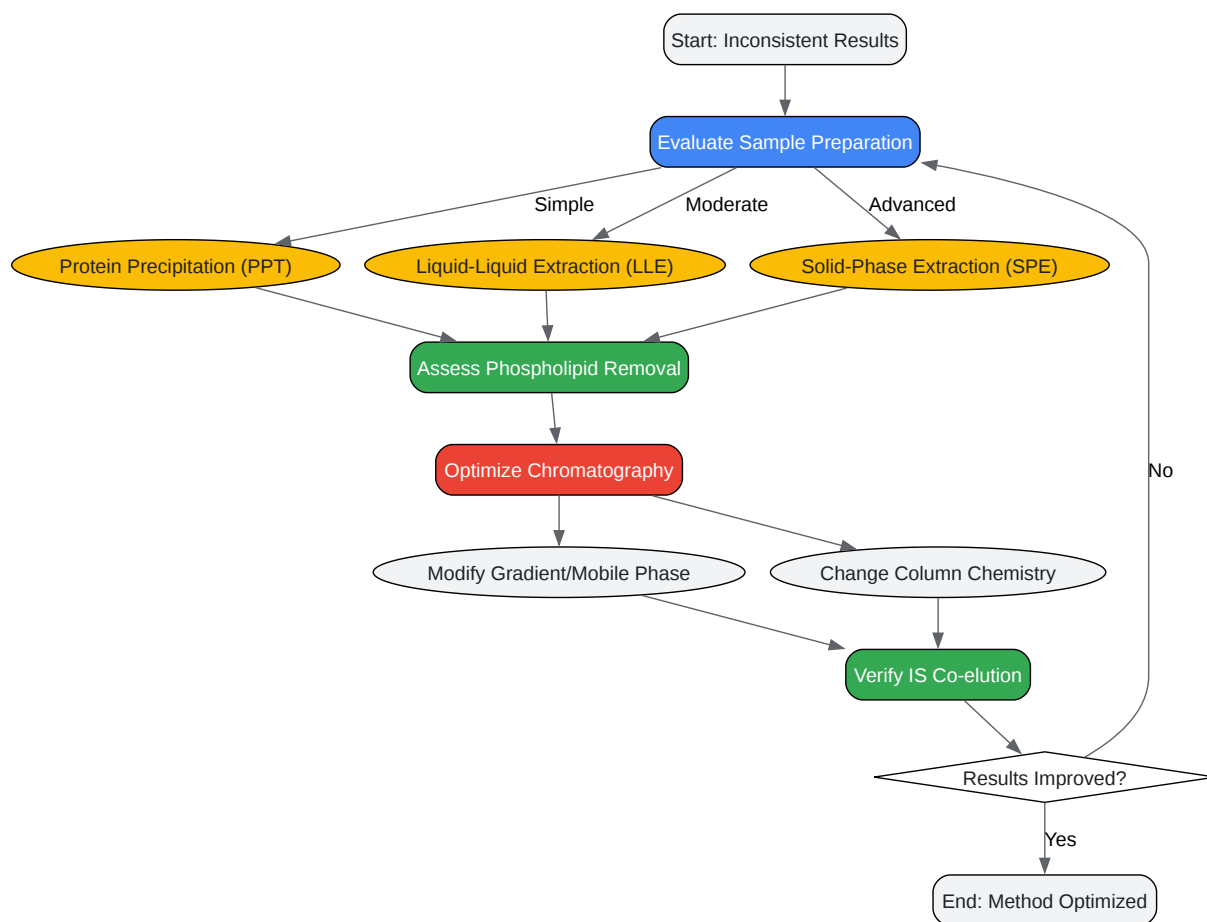 Start: Inconsistent Results
Evaluate Sample Preparation
Simple
Moderate
Advanced
Protein Precipitation (PPT)
Liquid-Liquid Extraction (LLE)
Solid-Phase Extraction (SPE)
Assess Phospholipid Removal
Optimize Chromatography
No
Modify Gradient/Mobile Phase
Change Column Chemistry
Verify IS Co-elution
Results Improved?
Yes
End: Method Optimized